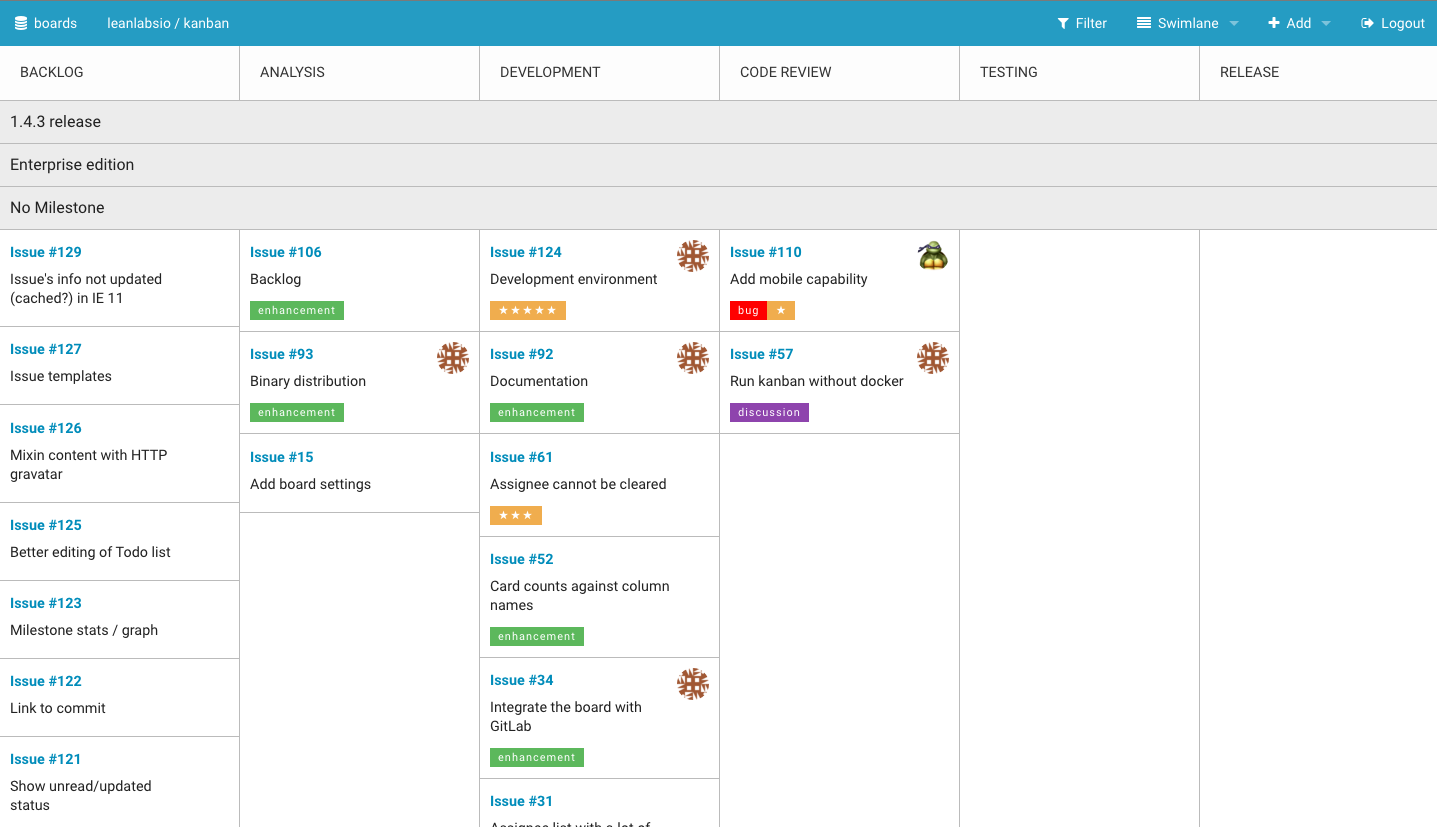 boards leanlabsio / kanban Filter Swimlane Add Logout
BACKLOG ANALYSIS DEVELOPMENT CODE REVIEW TESTING RELEASE
1.4.3 release
Enterprise edition
No Milestone
Issue #129
Issue's info not updated
(cached?) in IE 11
Issue #127
Issue templates
Issue #126
Mixin content with HTTP
gravatar
Issue #125
Better editing of Todo list
Issue #123
Milestone stats / graph
Issue #122
Link to commit
Issue #121
Show unread/updated
status
Issue #106
Backlog
enhancement
Issue #93
Binary distribution
enhancement
Issue #15
Add board settings
Issue #124
Development environment
★★★★★
Issue #92
Documentation
enhancement
Issue #61
Assignee cannot be cleared
★★★
Issue #52
Card counts against column
names
enhancement
Issue #34
Integrate the board with
GitLab
enhancement
Issue #31
Assignee list with a lot of
Issue #110
Add mobile capability
bug ★
Issue #57
Run kanban without docker
discussion